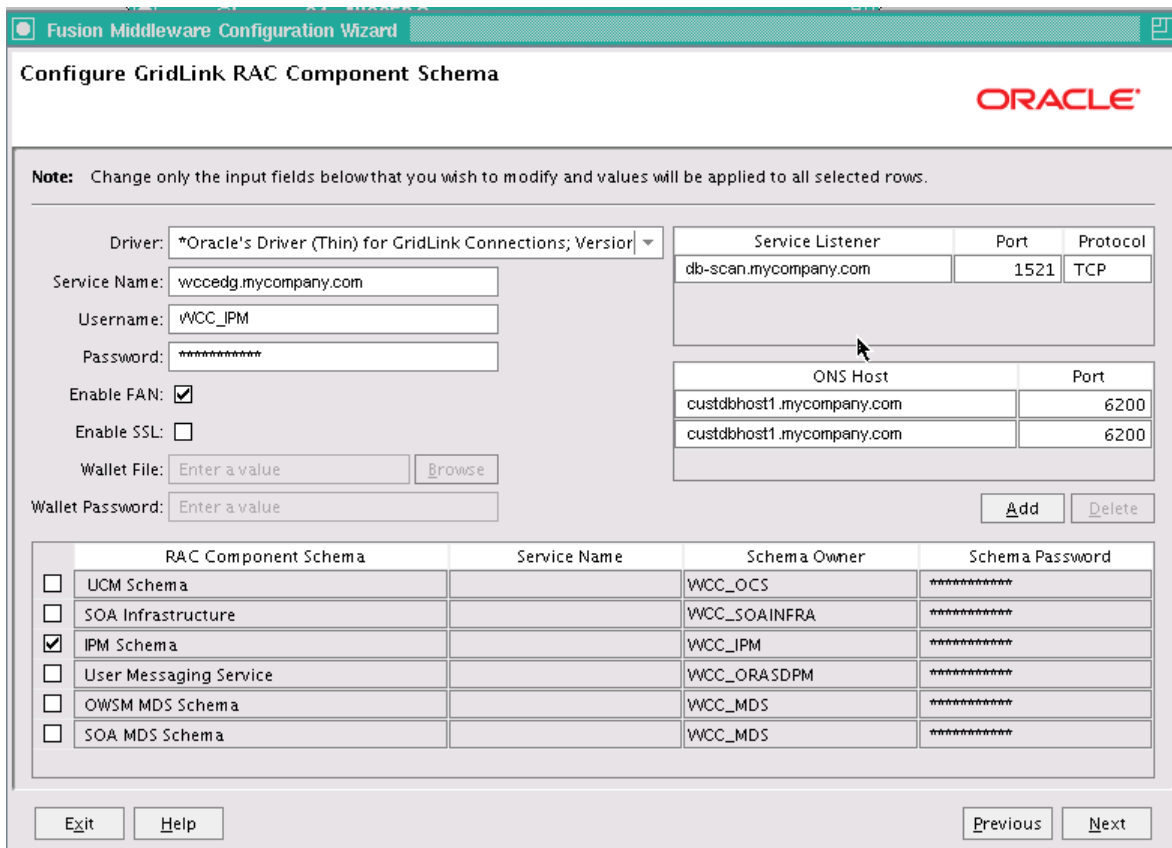 Fusion Middleware Configuration Wizard
Configure GridLink RAC Component Schema
ORACLE
Note: Change only the input fields below that you wish to modify and values will be applied to all selected rows.
Driver: *Oracle's Driver (Thin) for GridLink Connections; Version
Service Name: wccedg.mycompany.com
Username: WCC_IPM
Password: ***********
Enable FAN:
Enable SSL:
Wallet File: Enter a value Browse
Wallet Password: Enter a value
Service Listener Port Protocol
db-scan.mycompany.com 1521 TCP
ONS Host Port
custdbhost1.mycompany.com 6200
custdbhost1.mycompany.com 6200
Add Delete
RAC Component Schema Service Name Schema Owner Schema Password
UCM Schema WCC_OCS ***********
SOA Infrastructure WCC_SOAINFRA ***********
IPM Schema WCC_IPM ***********
User Messaging Service WCC_ORASDPM ***********
OWSM MDS Schema WCC_MDS ***********
SOA MDS Schema WCC_MDS ***********
Exit Help Previous Next